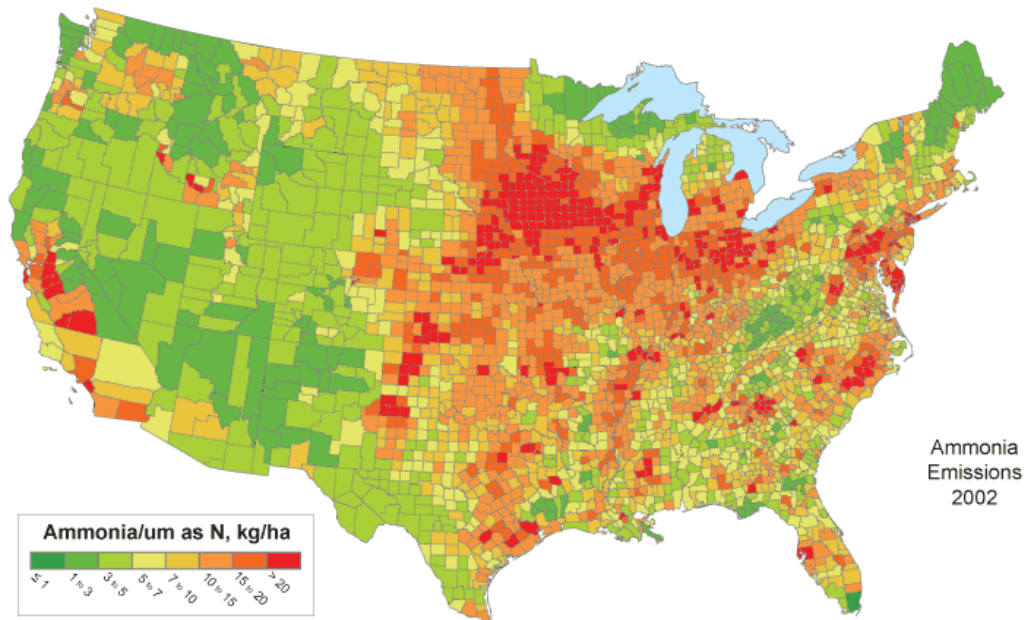 Ammonia
Emissions
2002
Ammonia/um as N, kg/ha
≤ 1
1 to 3
3 to 5
5 to 7
7 to 10
10 to 15
15 to 20
> 20